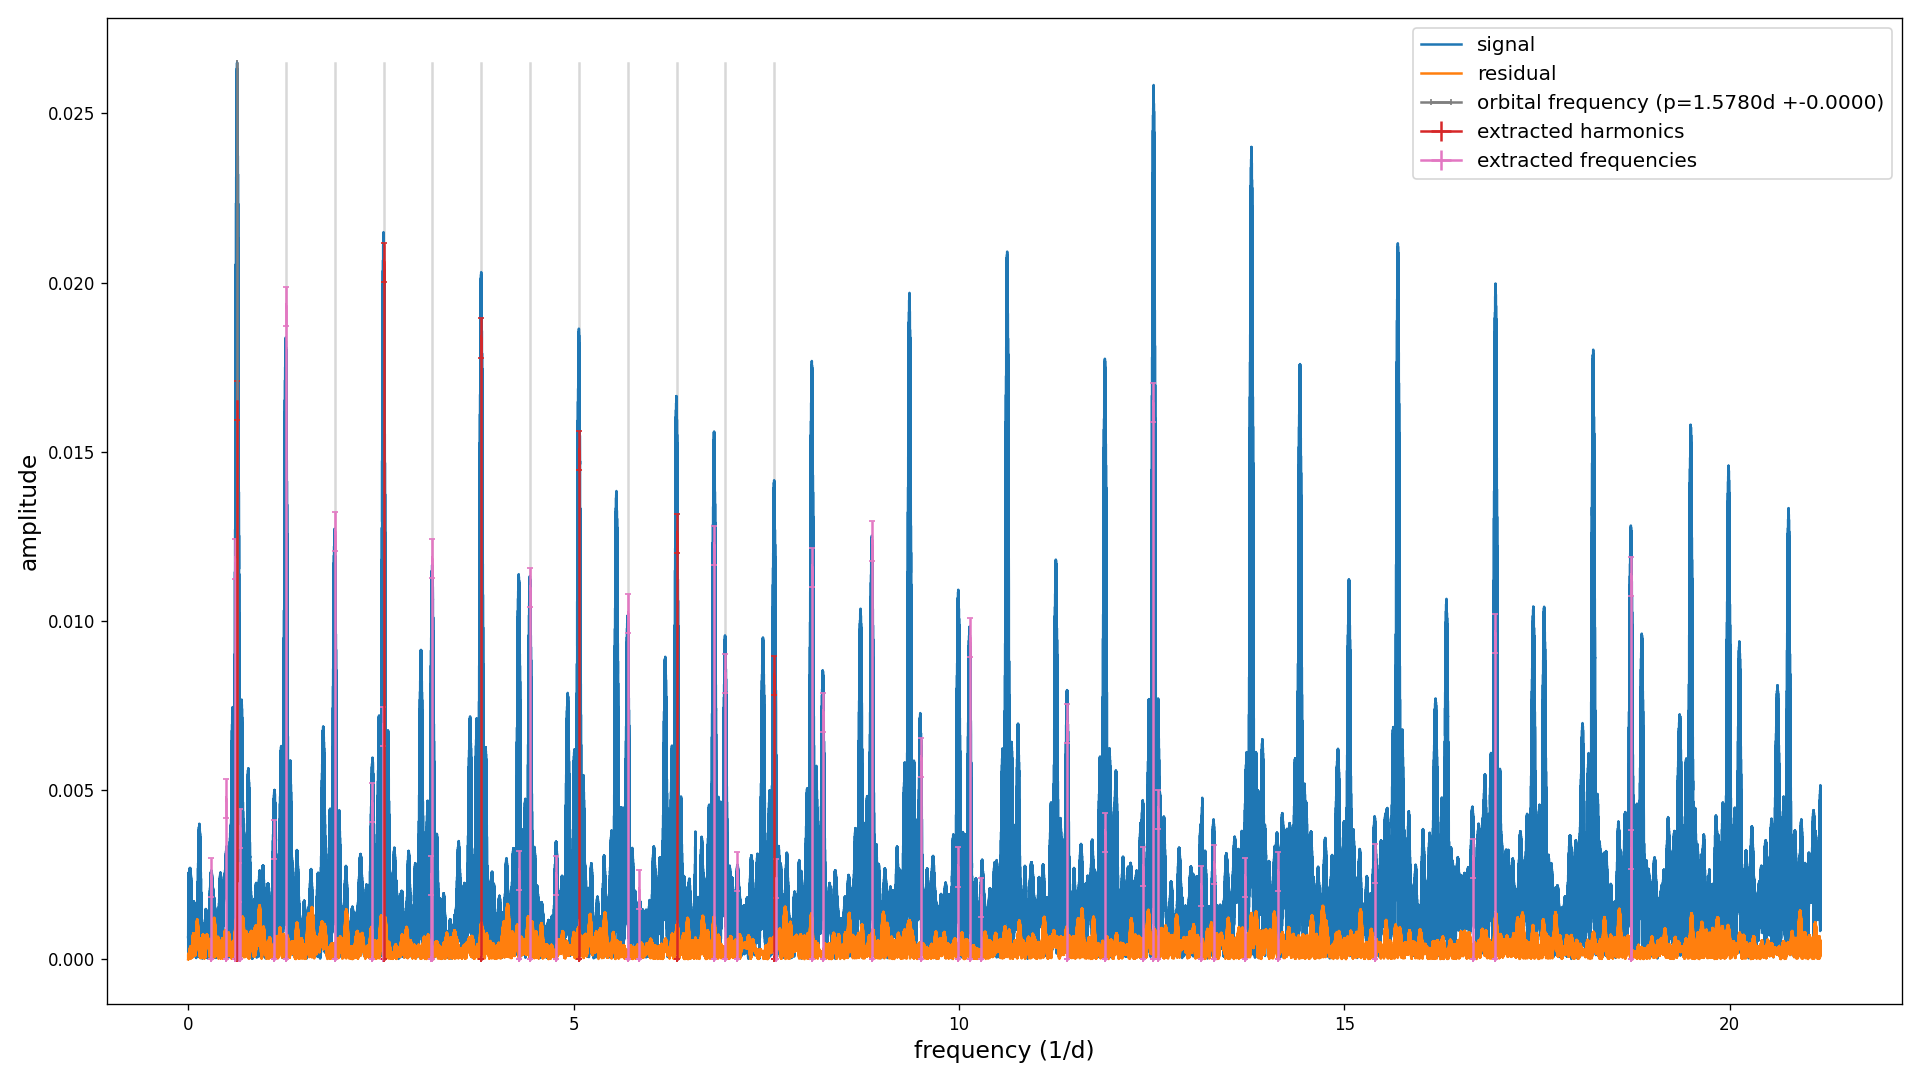 signal
residual
orbital frequency (p=1.5780d +-0.0000)
extracted harmonics
extracted frequencies
0.025
0.020
0.015
0.010
0.005
0.000
amplitude
0 5 10 15 20
frequency (1/d)